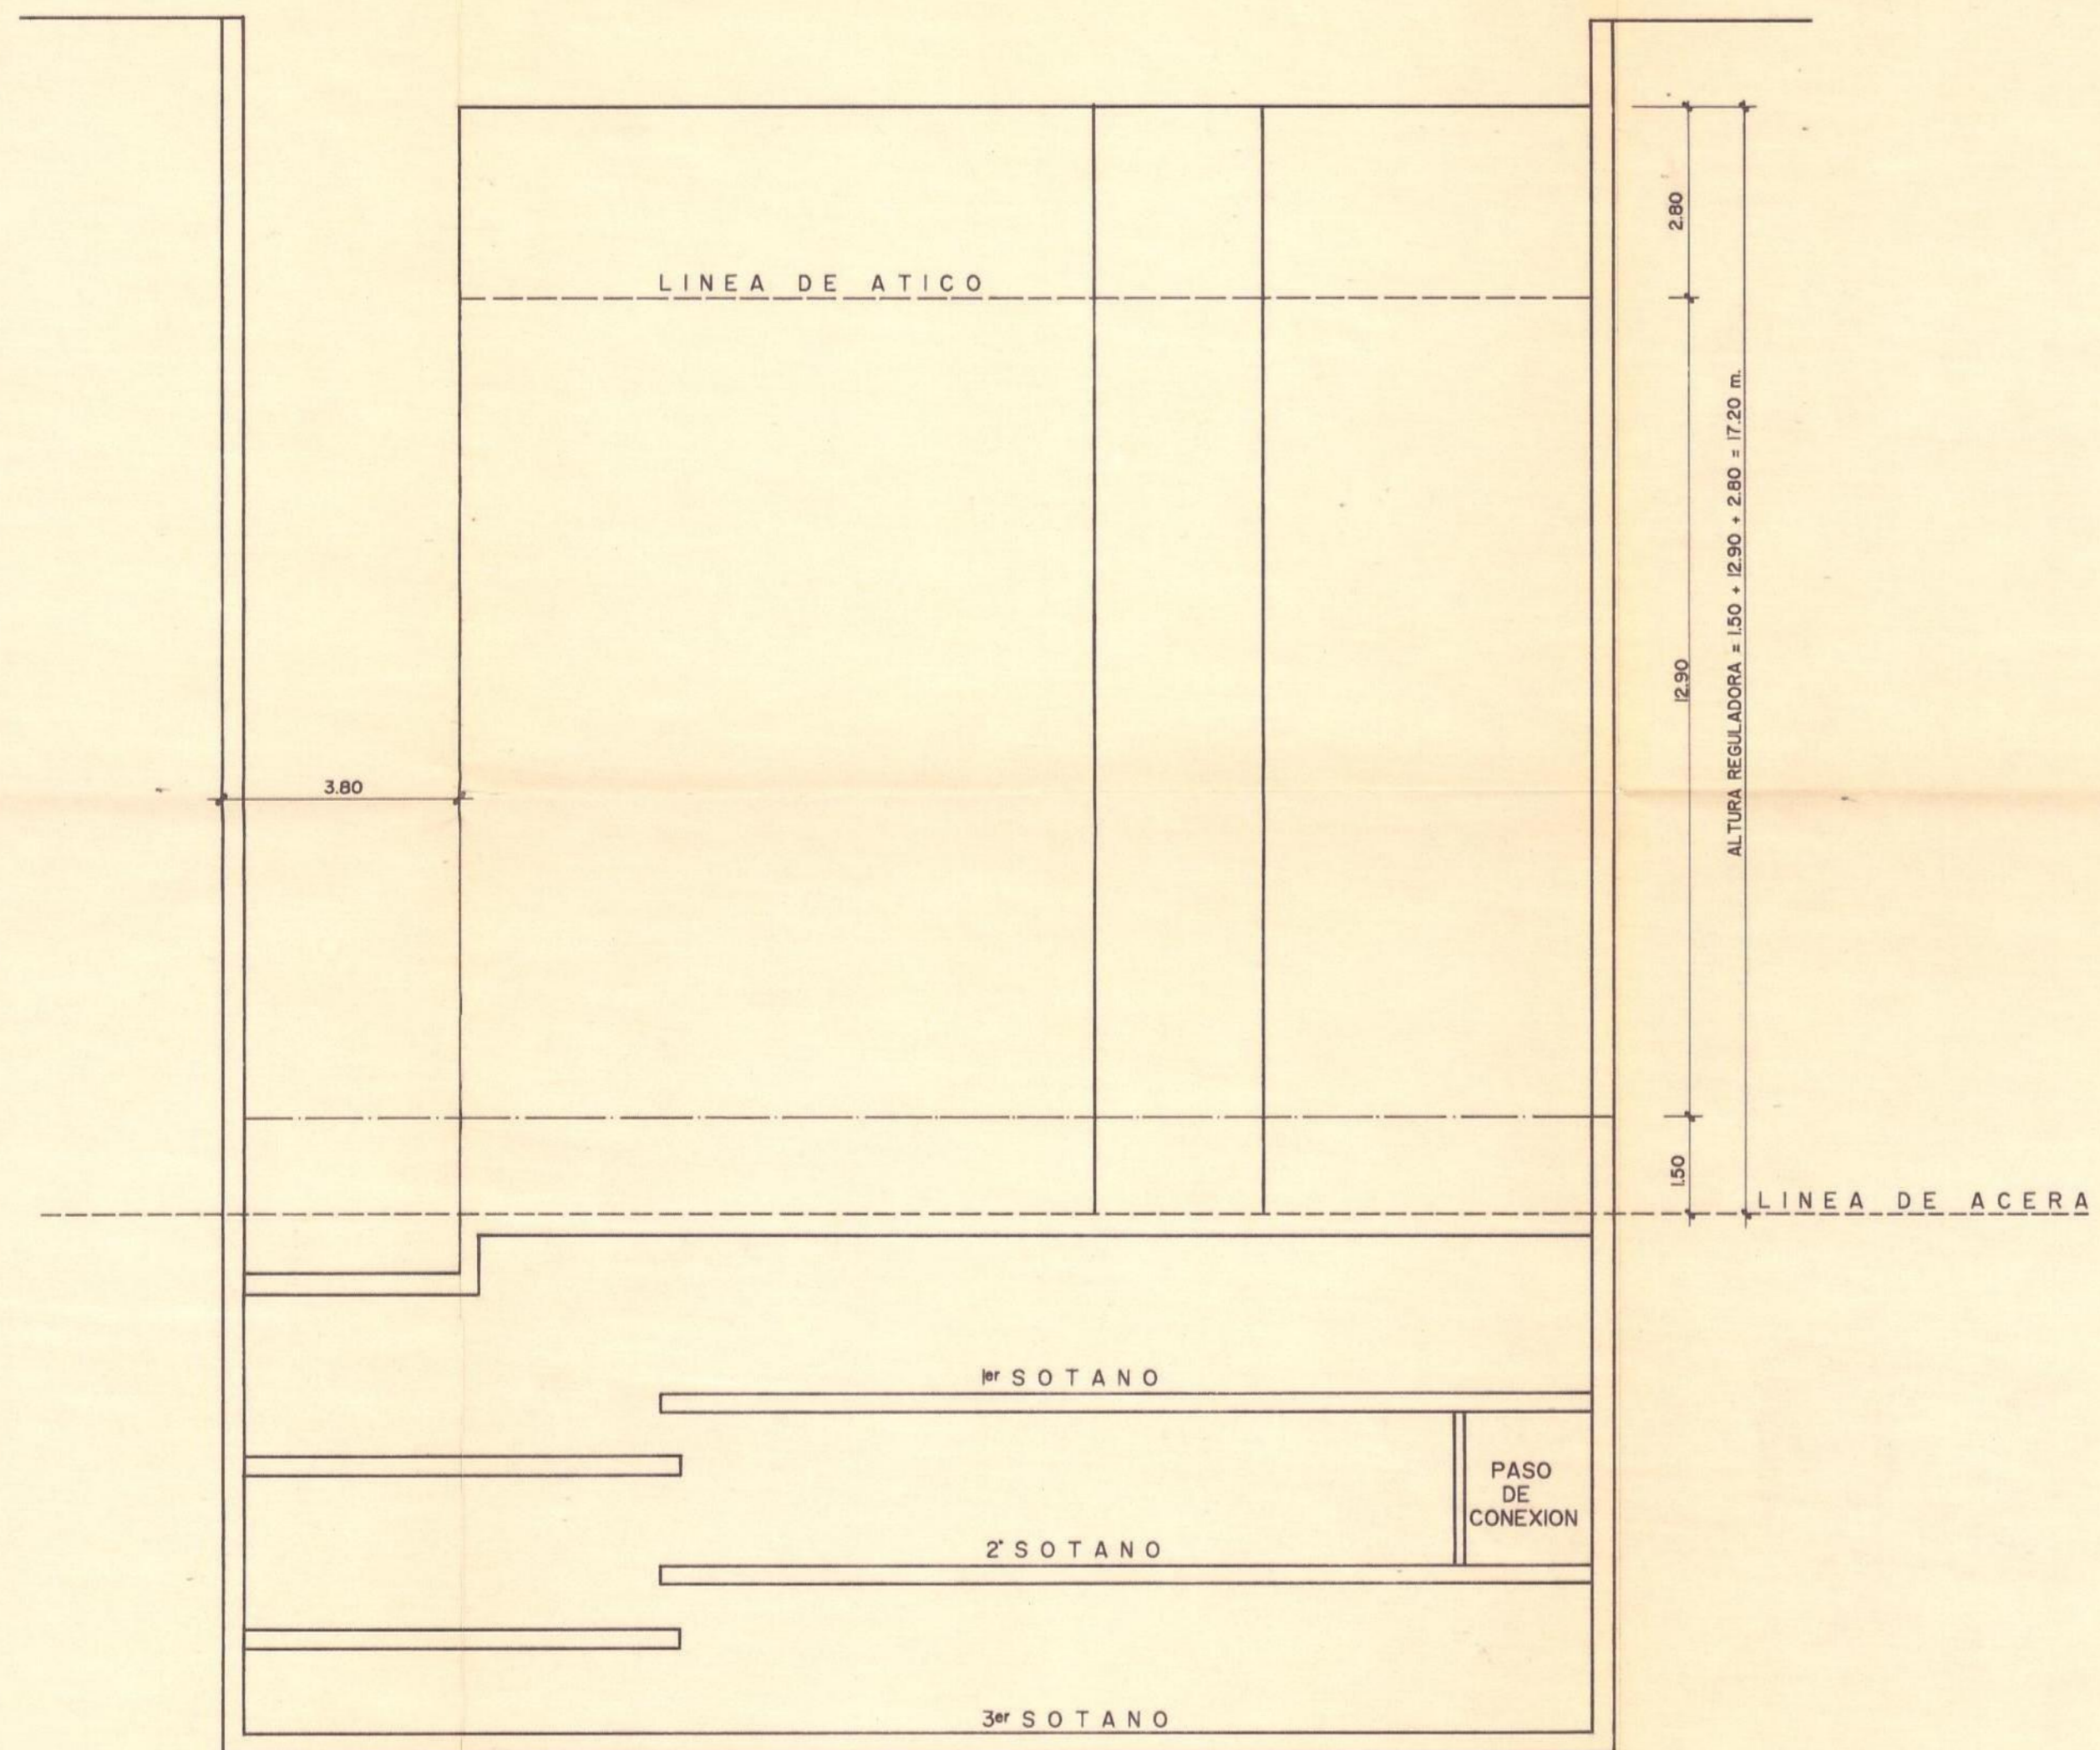 LINEA DE ATICO
2.80
12.90
ALTURA REGULADORA = 1.50 + 12.90 + 2.80 = 17.20 m.
3.80
1.50
LINEA DE ACERA
1er SOTANO
PASO
DE
CONEXION
2º SOTANO
3er SOTANO